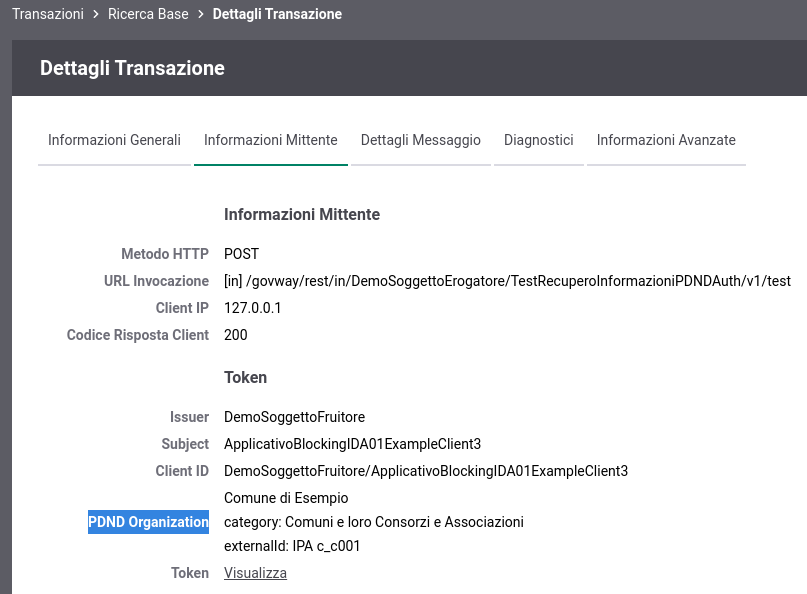 Transazioni > Ricerca Base > Dettagli Transazione
Dettagli Transazione
Informazioni Generali Informazioni Mittente Dettagli Messaggio Diagnostici Informazioni Avanzate
Informazioni Mittente
Metodo HTTP POST
URL Invocazione [in] /govway/rest/in/DemoSoggettoErogatore/TestRecuperoInformazioniPDNDAuth/v1/test
Client IP 127.0.0.1
Codice Risposta Client 200
Token
Issuer DemoSoggettoFruitore
Subject ApplicativoBlockingIDA01ExampleClient3
Client ID DemoSoggettoFruitore/ApplicativoBlockingIDA01ExampleClient3
Comune di Esempio
PDND Organization category: Comuni e loro Consorzi e Associazioni
externalId: IPA c_c001
Token Visualizza